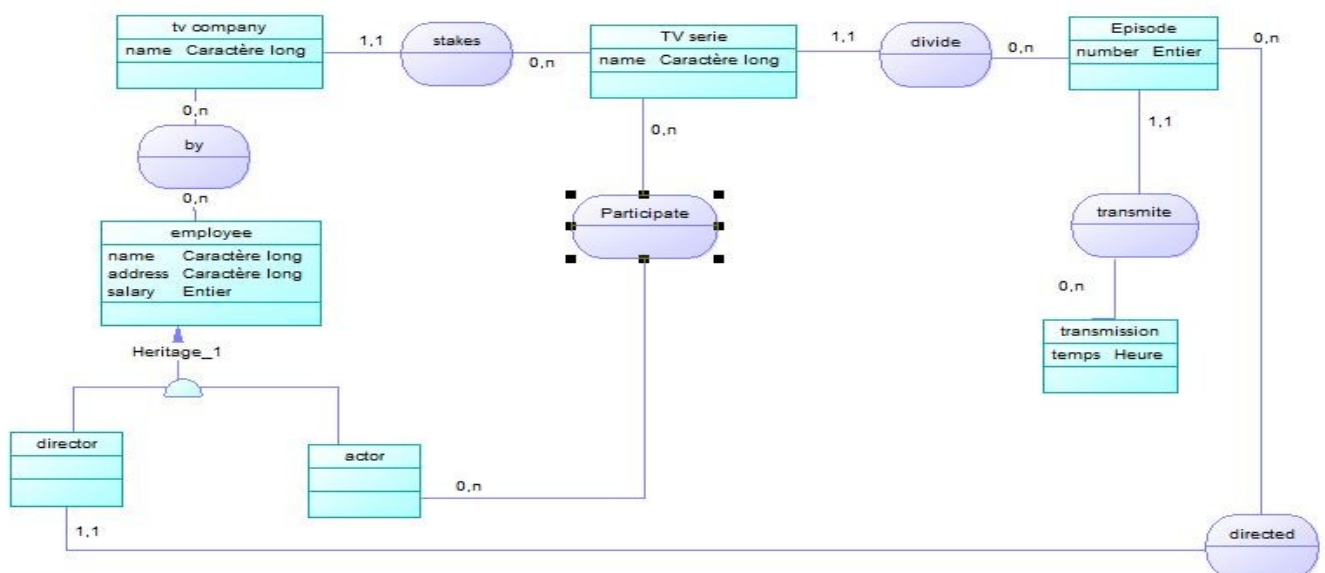 tv company
name Caractère long
1,1
stakes
0,n
TV serie
name Caractère long
1,1
divide
0,n
Episode
number Entier
0,n
0,n
by
0,n
employee
name Caractère long
address Caractère long
salary Entier
Heritage_1
director
actor
1,1
0,n
0,n
Participate
1,1
transmite
0,n
transmission
temps Heure
directed